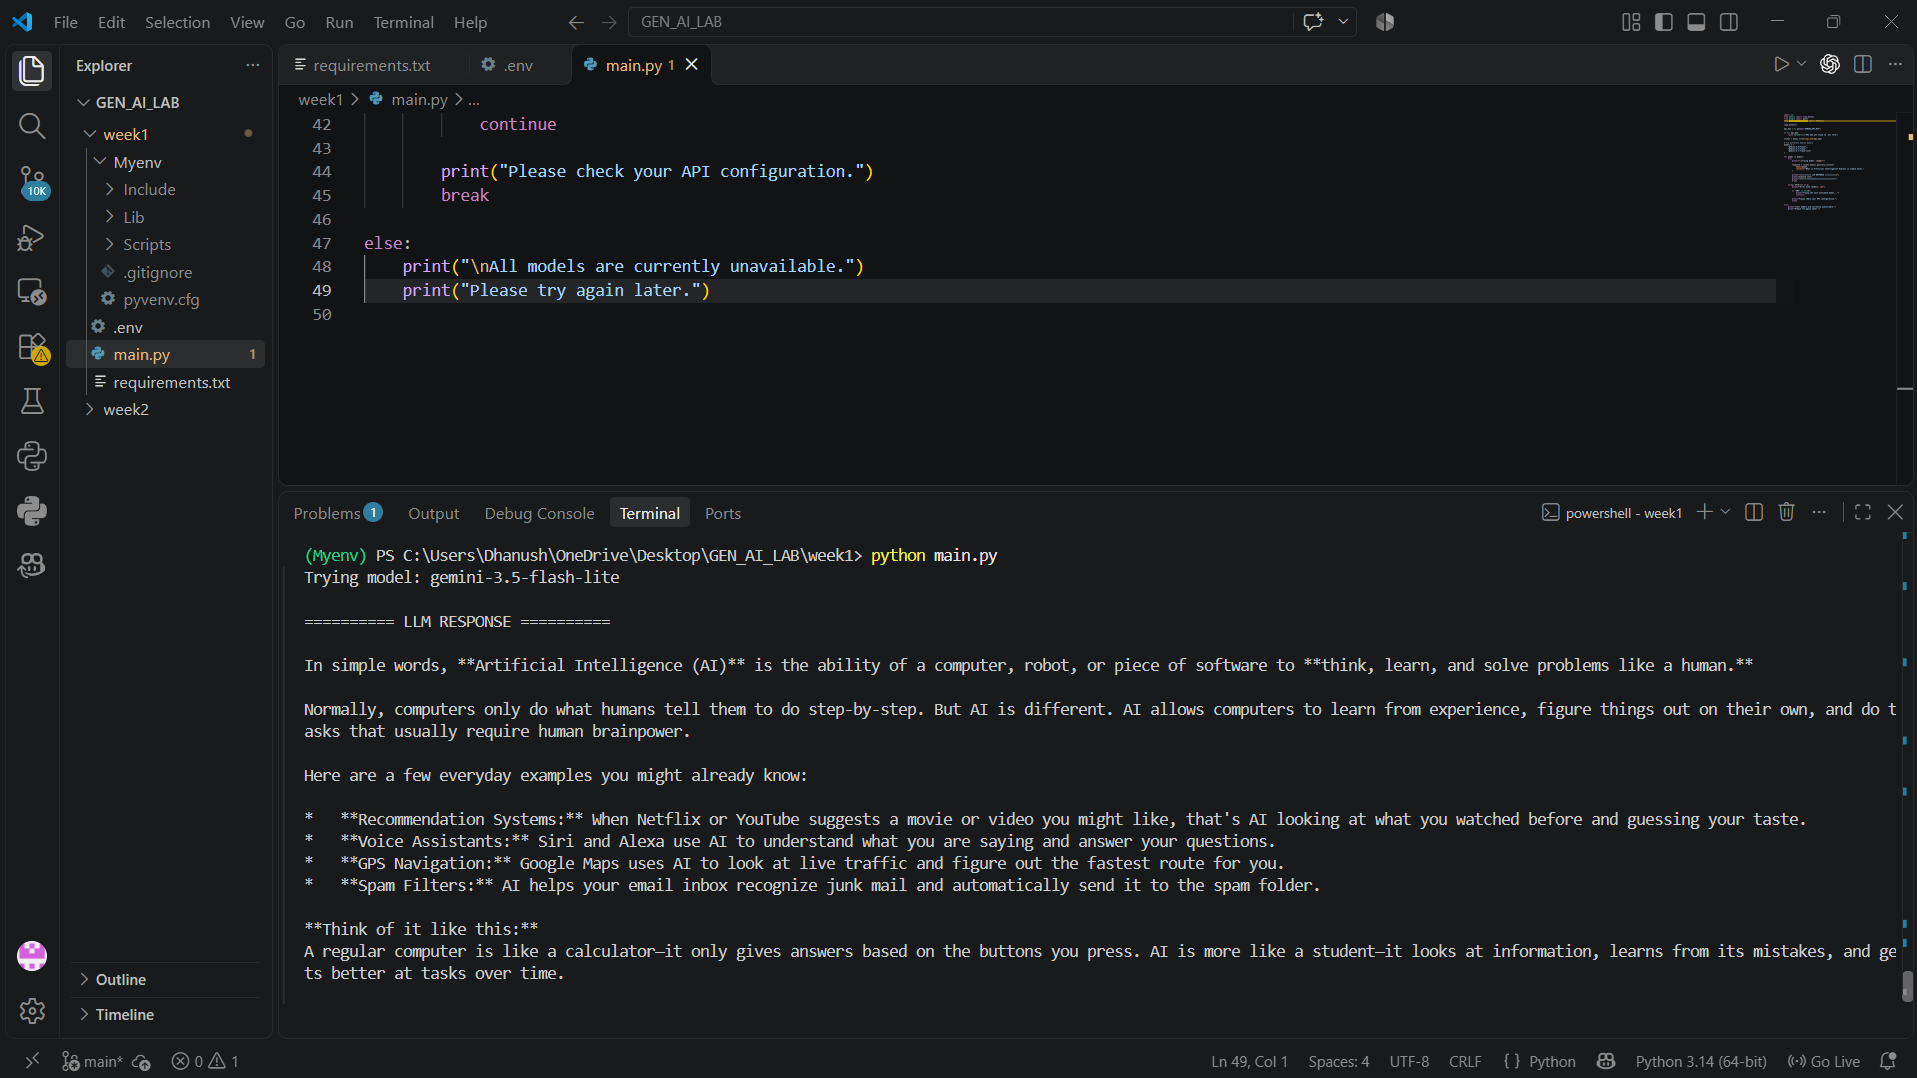 File Edit Selection View Go Run Terminal Help
GEN_AI_LAB
Explorer
GEN_AI_LAB
week1
Myenv
Include
Lib
Scripts
.gitignore
pyvenv.cfg
.env
main.py 1
requirements.txt
week2
Outline
Timeline
10K
requirements.txt .env main.py 1
week1 > main.py > ...
42 continue
43
44 print("Please check your API configuration.")
45 break
46
47 else:
48 print("\nAll models are currently unavailable.")
49 print("Please try again later.")
50
Problems 1 Output Debug Console Terminal Ports
powershell - week1
(Myenv) PS C:\Users\Dhanush\OneDrive\Desktop\GEN_AI_LAB\week1> python main.py
Trying model: gemini-3.5-flash-lite
========== LLM RESPONSE ==========
In simple words, **Artificial Intelligence (AI)** is the ability of a computer, robot, or piece of software to **think, learn, and solve problems like a human.**
Normally, computers only do what humans tell them to do step-by-step. But AI is different. AI allows computers to learn from experience, figure things out on their own, and do t
asks that usually require human brainpower.
Here are a few everyday examples you might already know:
* **Recommendation Systems:** When Netflix or YouTube suggests a movie or video you might like, that's AI looking at what you watched before and guessing your taste.
* **Voice Assistants:** Siri and Alexa use AI to understand what you are saying and answer your questions.
* **GPS Navigation:** Google Maps uses AI to look at live traffic and figure out the fastest route for you.
* **Spam Filters:** AI helps your email inbox recognize junk mail and automatically send it to the spam folder.
**Think of it like this:**
A regular computer is like a calculator—it only gives answers based on the buttons you press. AI is more like a student—it looks at information, learns from its mistakes, and ge
ts better at tasks over time.
main* 0 1 Ln 49, Col 1 Spaces: 4 UTF-8 CRLF { } Python Python 3.14 (64-bit) Go Live